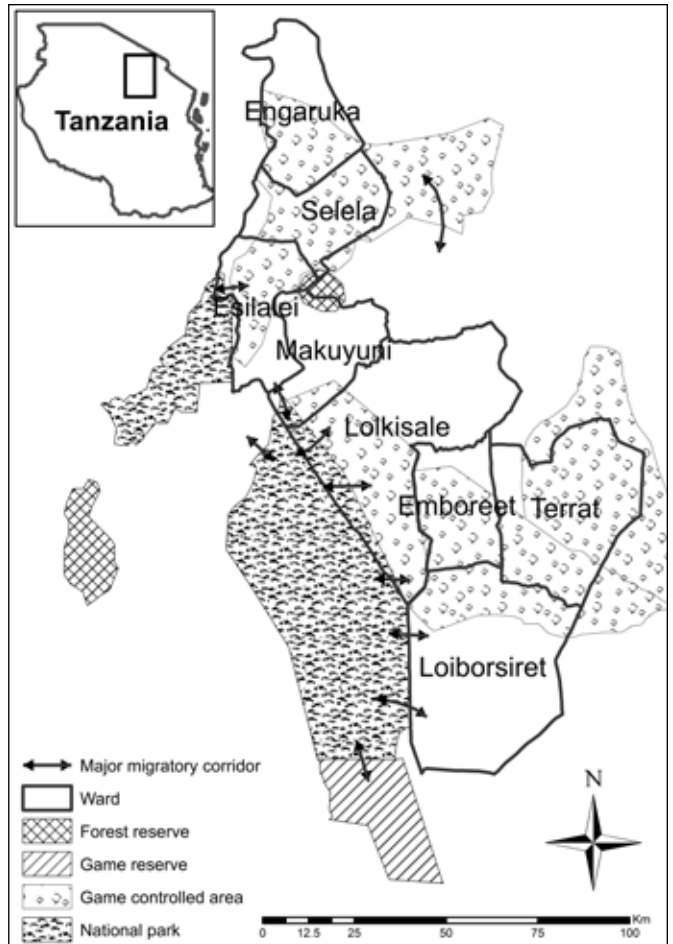 Tanzania
Engaruka
Selela
Esilalei
Makuyuni
Lolkisale
Emboreet Terrat
Loiborsiret
Major migratory corridor
Ward
Forest reserve
Game reserve
Game controlled area
National park
N
Km
0 12.5 25 50 75 100